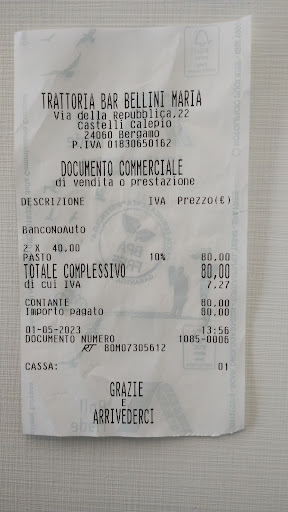 TRATTORIA BAR BELLINI MARIA
Via della Repubblica,22
Castelli Calepio
24060 Bergamo
P.IVA 01830650162
DOCUMENTO COMMERCIALE
di vendita o prestazione
DESCRIZIONE IVA Prezzo(€)
BancoNoAuto
2 X 40.00
PASTO 10% 80.00
TOTALE COMPLESSIVO 80,00
di cui IVA 7.27
CONTANTE 80.00
Importo pagato 80.00
01-05-2023 13:56
DOCUMENTO NUMERO 1085-0006
RT 80M07305612
CASSA: 01
GRAZIE
E
ARRIVEDERCI